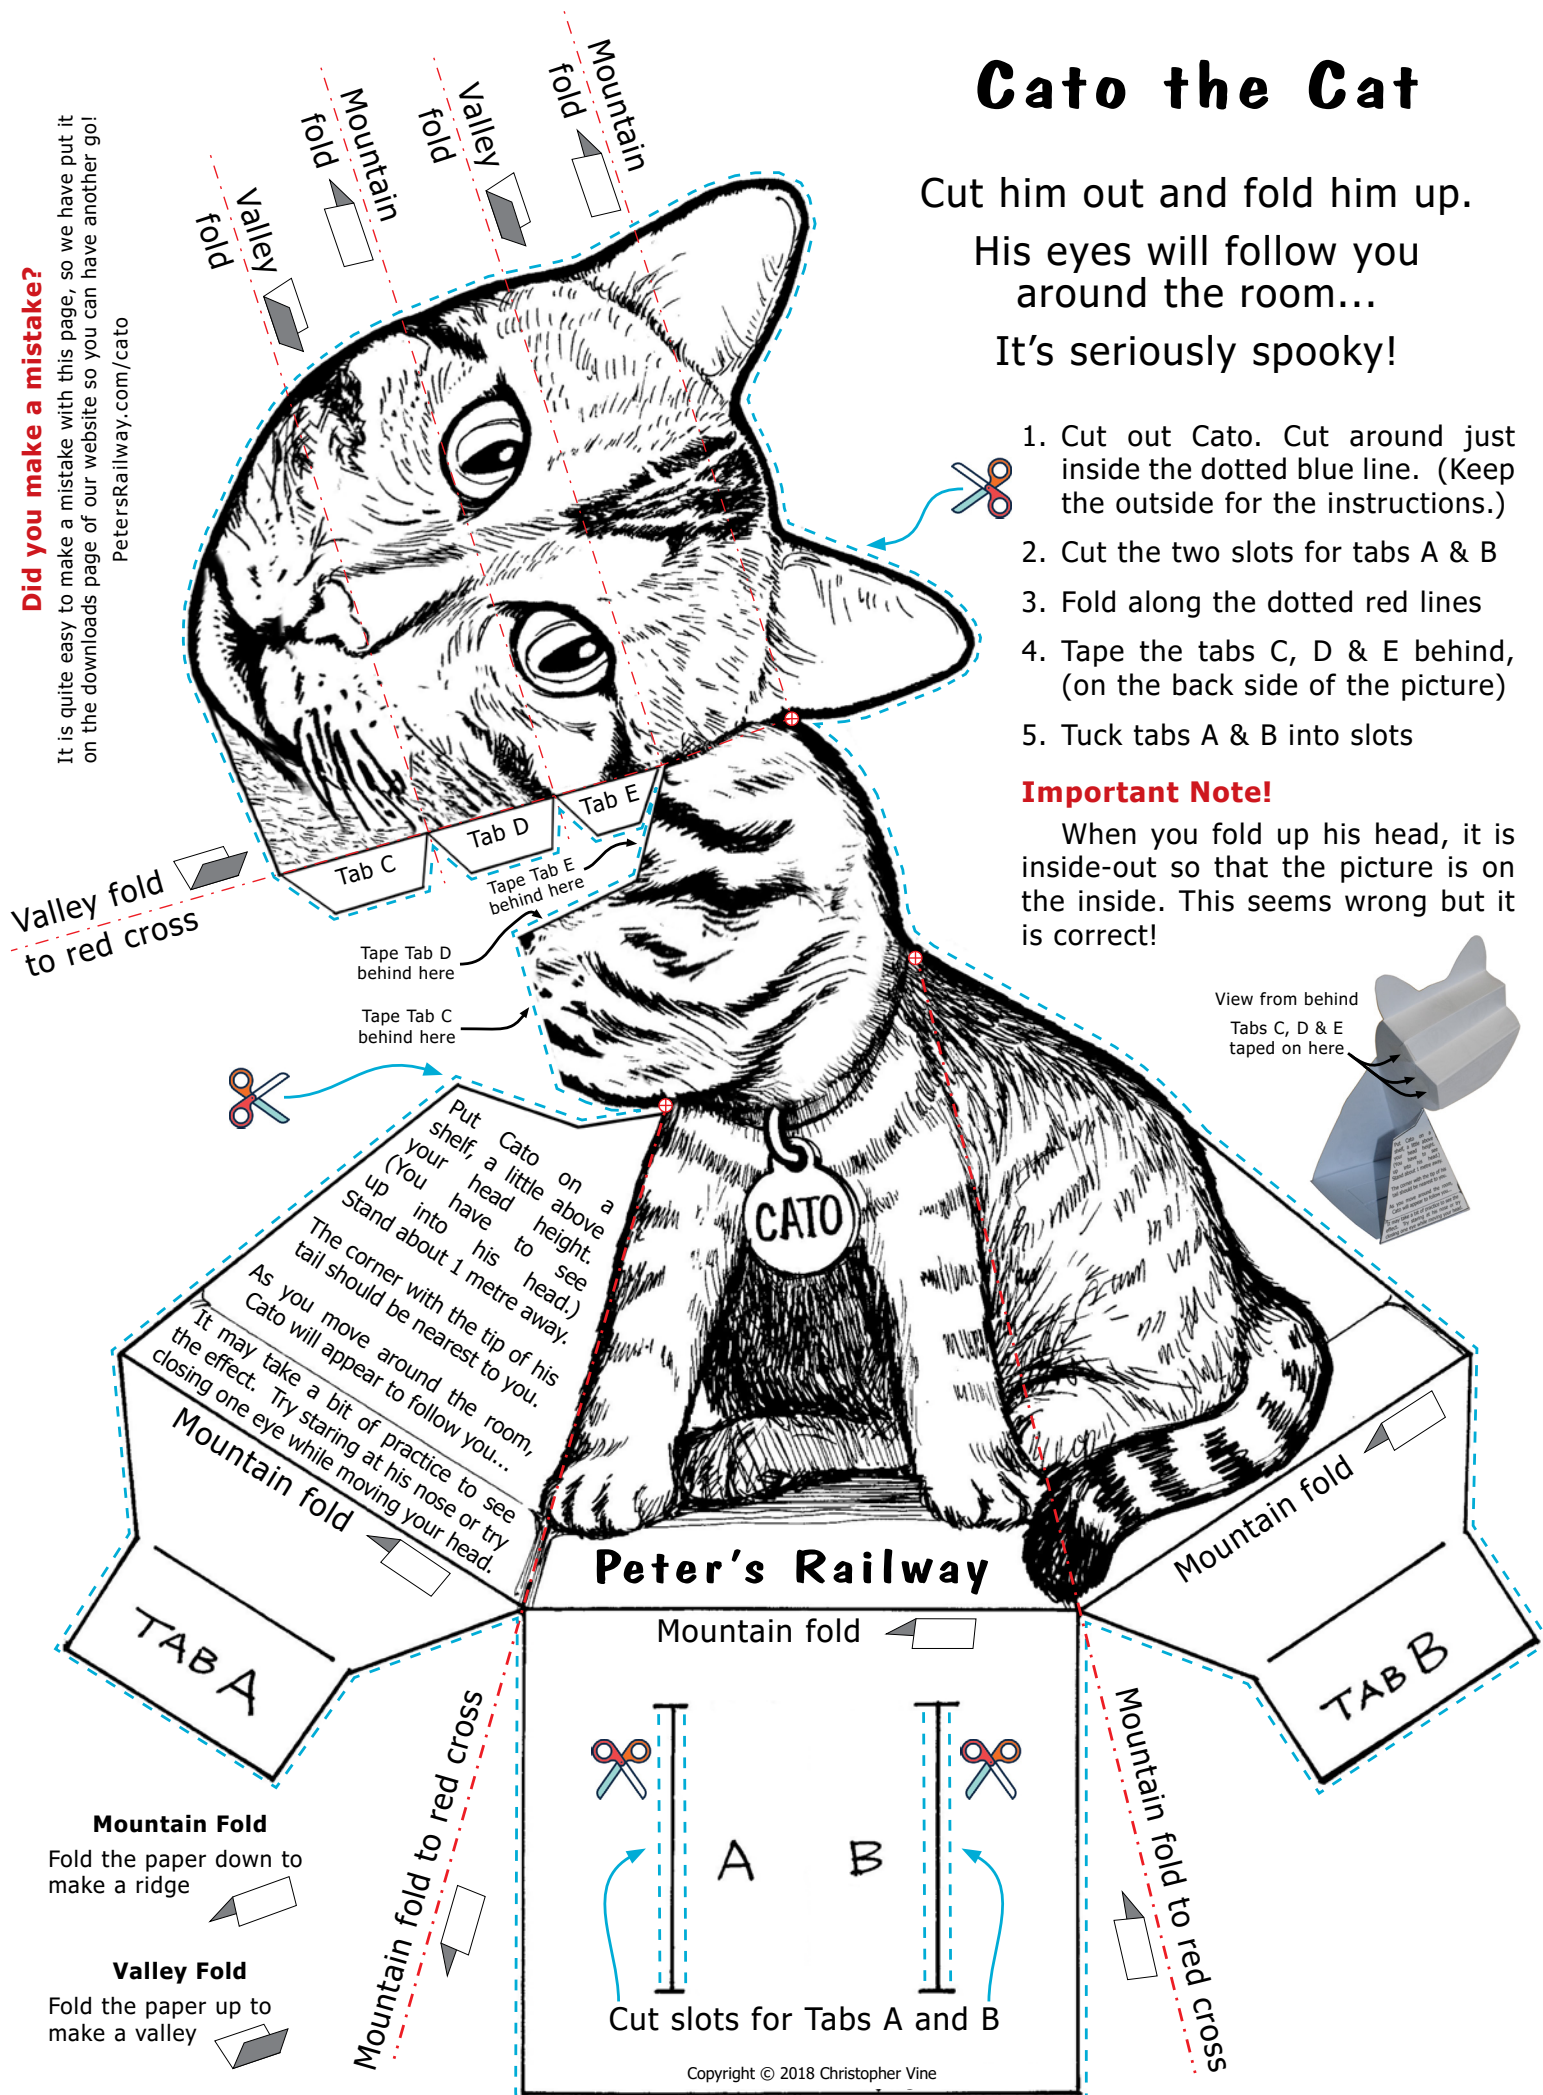 Cato the Cat
Cut him out and fold him up.
His eyes will follow you
around the room...
It's seriously spooky!
1. Cut out Cato. Cut around just
inside the dotted blue line. (Keep
the outside for the instructions.)
2. Cut the two slots for tabs A & B
3. Fold along the dotted red lines
4. Tape the tabs C, D & E behind,
(on the back side of the picture)
5. Tuck tabs A & B into slots
Important Note!
When you fold up his head, it is
inside-out so that the picture is on
the inside. This seems wrong but it
is correct!
View from behind
Tabs C, D & E
taped on here
Did you make a mistake?
It is quite easy to make a mistake with this page, so we have put it
on the downloads page of our website so you can have another go!
PetersRailway.com/cato
Valley
fold
Mountain
fold
Valley
fold
Mountain
fold
Valley fold
to red cross
Tab C
Tab D
Tab E
Tape Tab E
behind here
Tape Tab D
behind here
Tape Tab C
behind here
Put Cato on a
shelf, a little above
your head height.
(You have to see
up into his head.)
Stand about 1 metre away.
The corner with the tip of his
tail should be nearest to you.
As you move around the room,
Cato will appear to follow you...
It may take a bit of practice to see
the effect. Try staring at his nose or try
closing one eye while moving your head.
Mountain fold
CATO
Peter's Railway
Mountain fold
Mountain fold
TAB A
TAB B
Mountain fold to red cross
Mountain fold to red cross
A
B
Cut slots for Tabs A and B
Mountain Fold
Fold the paper down to
make a ridge
Valley Fold
Fold the paper up to
make a valley
Copyright © 2018 Christopher Vine